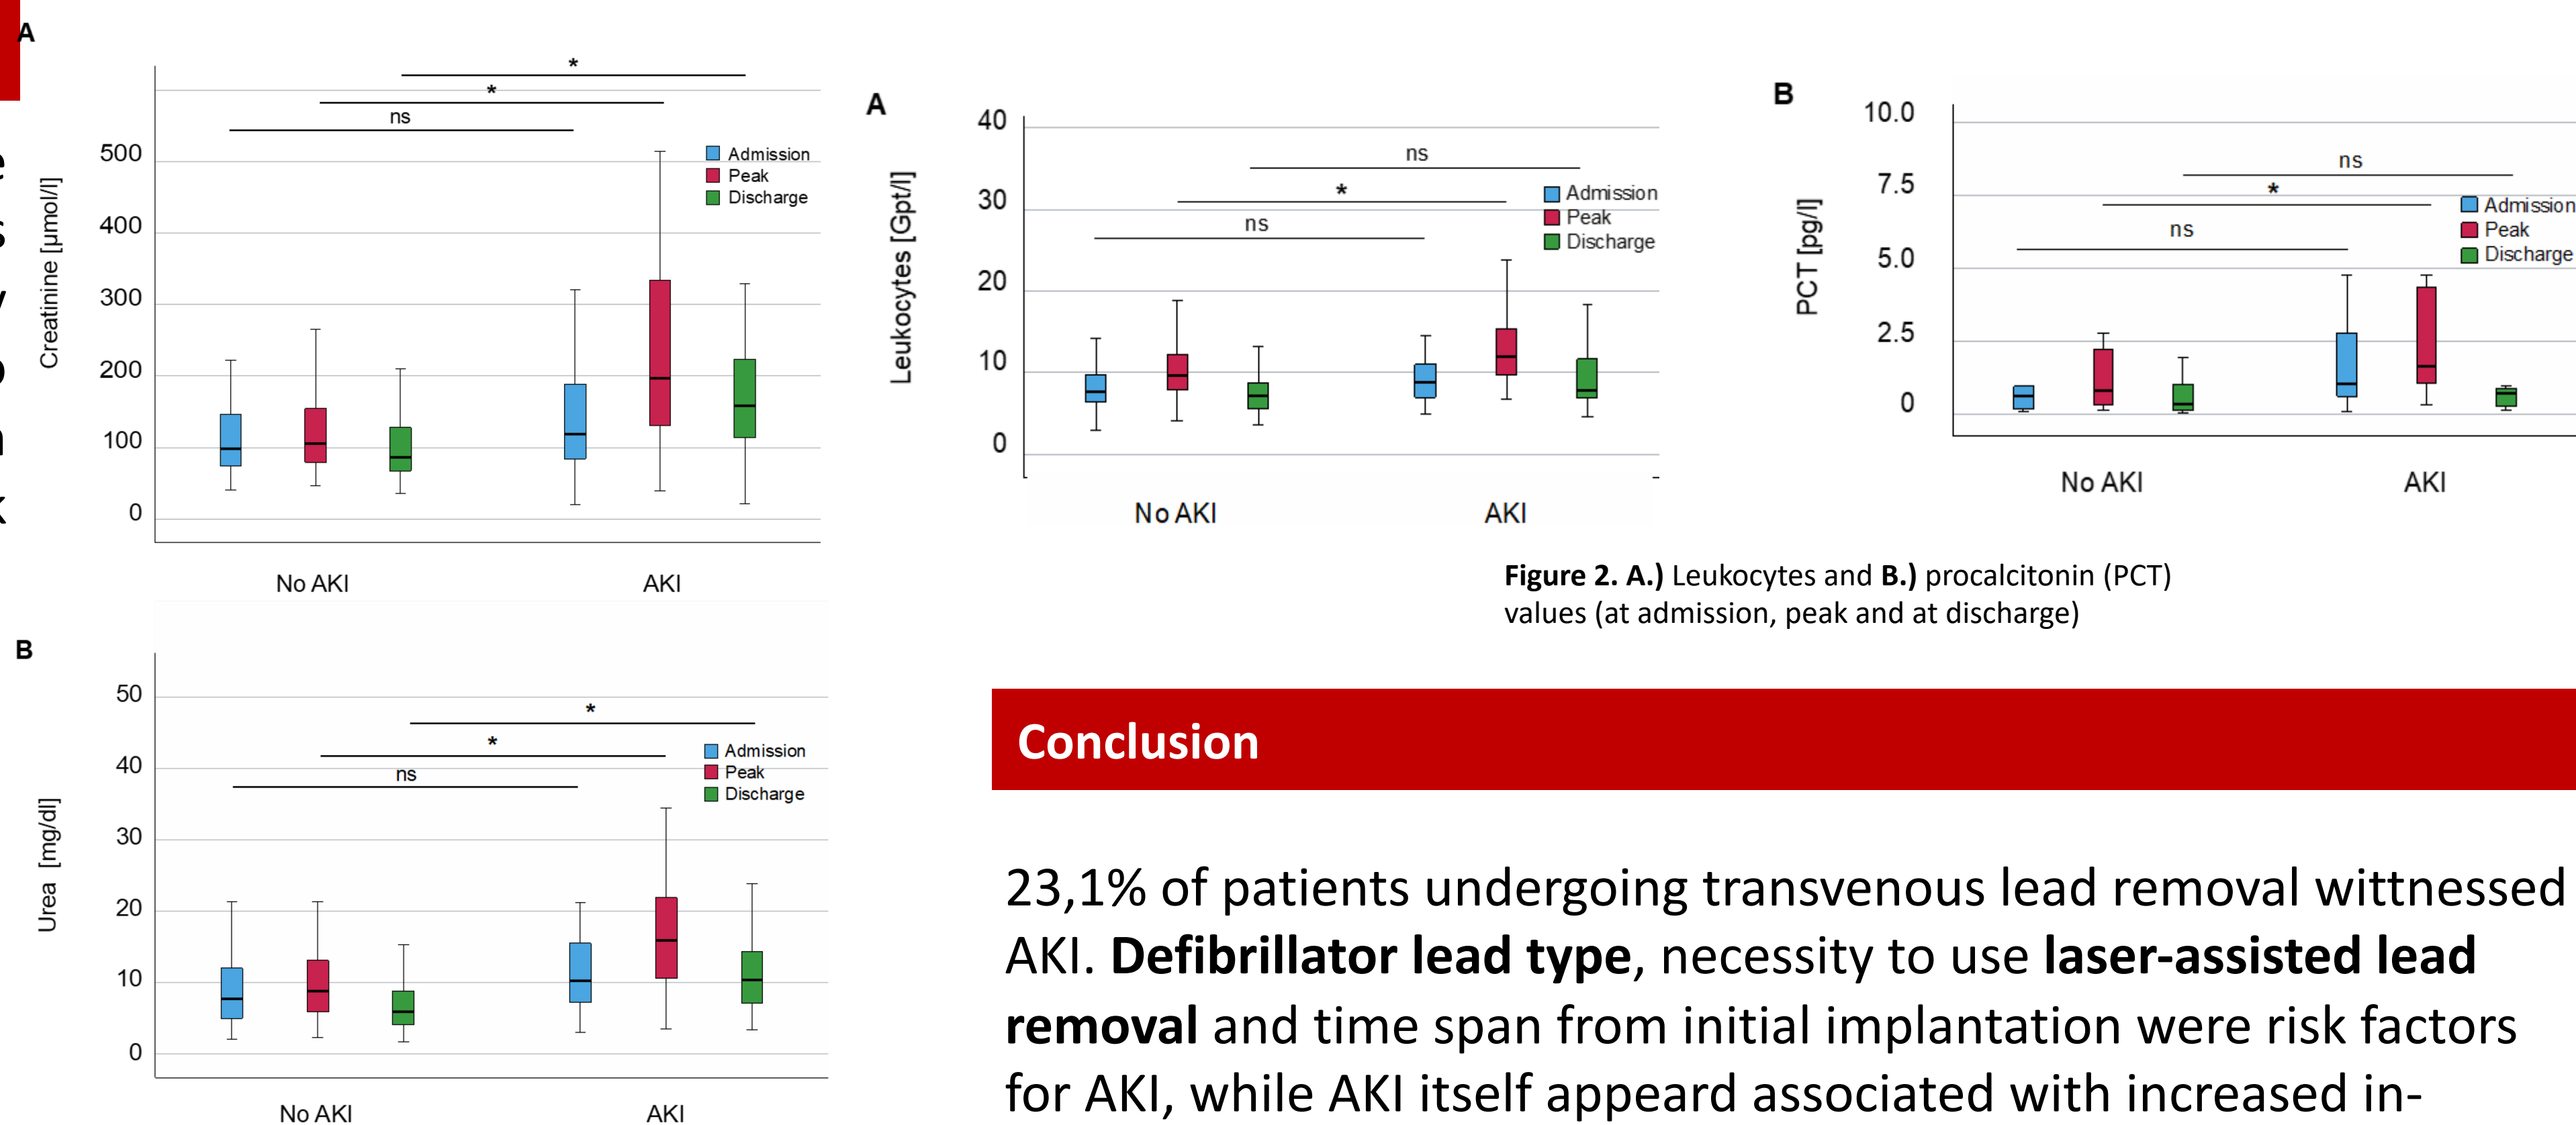 A
*
*
ns
500
400
300
200
100
0
Creatinine [µmol/l]
Admission
Peak
Discharge
No AKI
AKI
B
50
40
30
20
10
0
Urea [mg/dl]
*
*
ns
Admission
Peak
Discharge
No AKI
AKI
A
40
30
20
10
0
Leukocytes [Gpt/l]
ns
*
ns
Admission
Peak
Discharge
No AKI
AKI
B
10.0
7.5
5.0
2.5
0
PCT [pg/l]
ns
*
ns
Admission
Peak
Discharge
No AKI
AKI
Figure 2. A.) Leukocytes and B.) procalcitonin (PCT)
values (at admission, peak and at discharge)
Conclusion
23,1% of patients undergoing transvenous lead removal wittnessed
AKI. Defibrillator lead type, necessity to use laser-assisted lead
removal and time span from initial implantation were risk factors
for AKI, while AKI itself appeard associated with increased in-